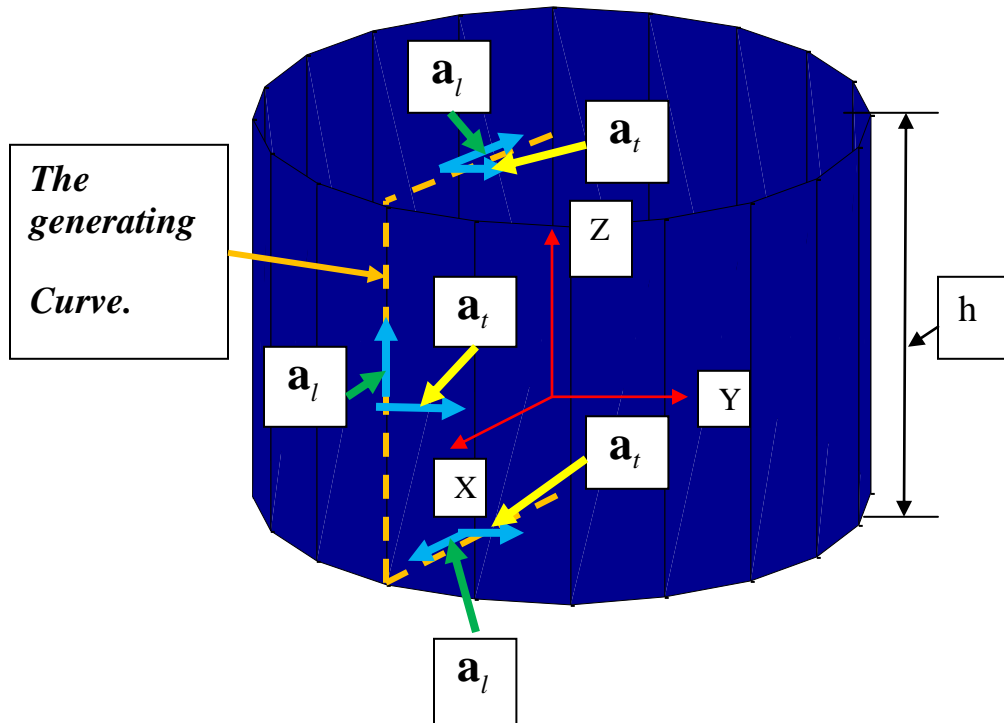 a_l
a_t
The
generating
Curve.
Z
a_t
h
a_l
Y
a_t
X
a_l